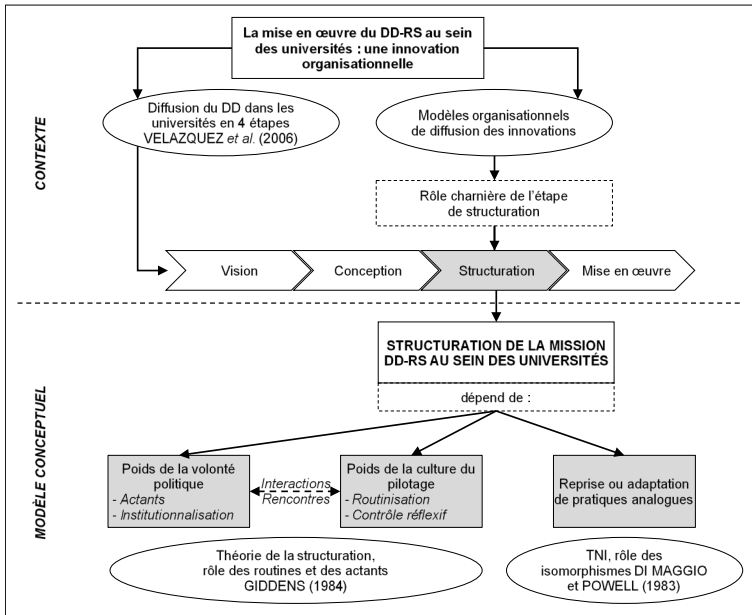 La mise en œuvre du DD-RS au sein
des universités : une innovation
organisationnelle
Diffusion du DD dans les
universités en 4 étapes
VELAZQUEZ et al. (2006)
Modèles organisationnels
de diffusion des innovations
CONTEXTE
Rôle charnière de l'étape
de structuration
Vision
Conception
Structuration
Mise en œuvre
STRUCTURATION DE LA MISSION
DD-RS AU SEIN DES UNIVERSITÉS
dépend de :
MODÈLE CONCEPTUEL
Poids de la volonté
politique
- Actants
- Institutionnalisation
Interactions
Rencontres
Poids de la culture du
pilotage
- Routinisation
- Contrôle réflexif
Reprise ou adaptation
de pratiques analogues
Théorie de la structuration,
rôle des routines et des actants
GIDDENS (1984)
TNI, rôle des
isomorphismes DI MAGGIO
et POWELL (1983)